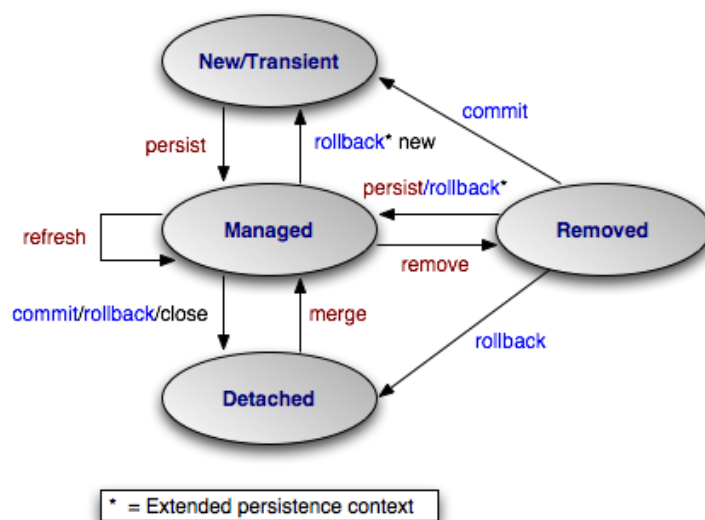 New/Transient
commit
persist
rollback* new
persist/rollback*
refresh
Managed
Removed
remove
commit/rollback/close
merge
rollback
Detached
* = Extended persistence context